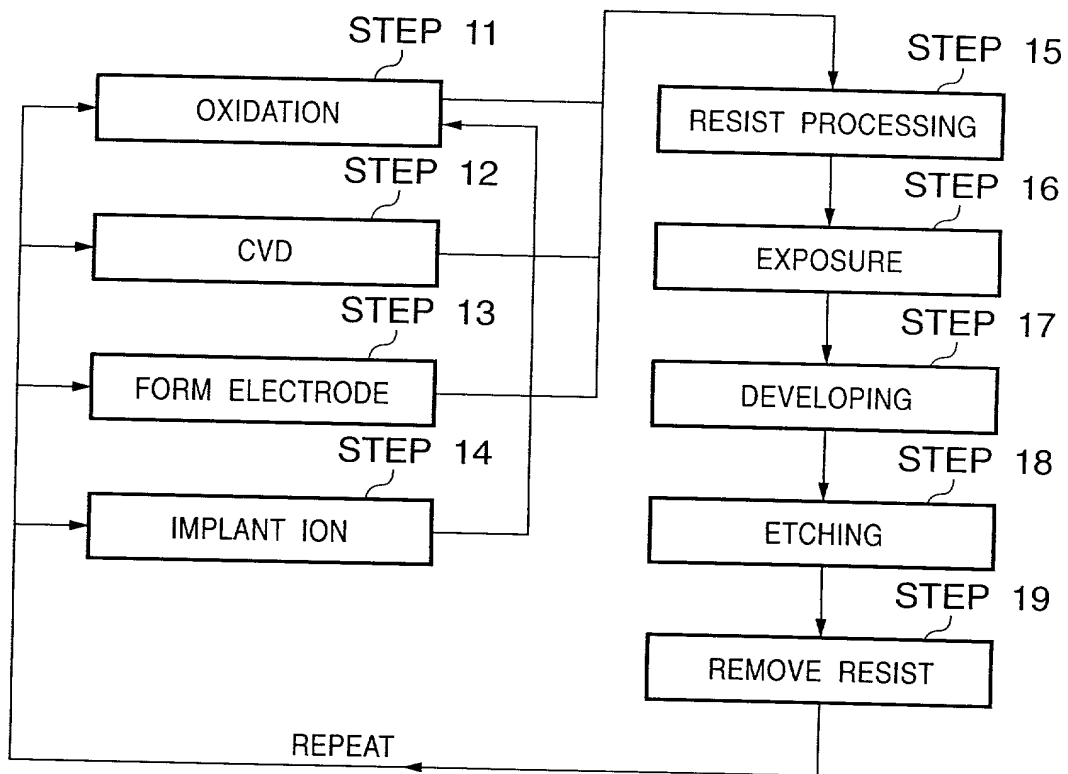 STEP 11
OXIDATION
STEP 12
CVD
STEP 13
FORM ELECTRODE
STEP 14
IMPLANT ION
STEP 15
RESIST PROCESSING
STEP 16
EXPOSURE
STEP 17
DEVELOPING
STEP 18
ETCHING
STEP 19
REMOVE RESIST
REPEAT